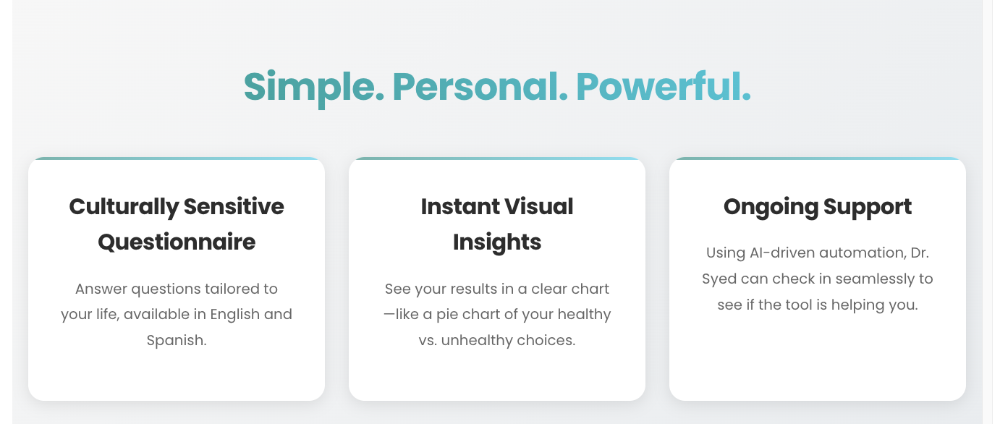 Simple. Personal. Powerful.
Culturally Sensitive
Questionnaire
Answer questions tailored to
your life, available in English and
Spanish.
Instant Visual
Insights
See your results in a clear chart
—like a pie chart of your healthy
vs. unhealthy choices.
Ongoing Support
Using AI-driven automation, Dr.
Syed can check in seamlessly to
see if the tool is helping you.